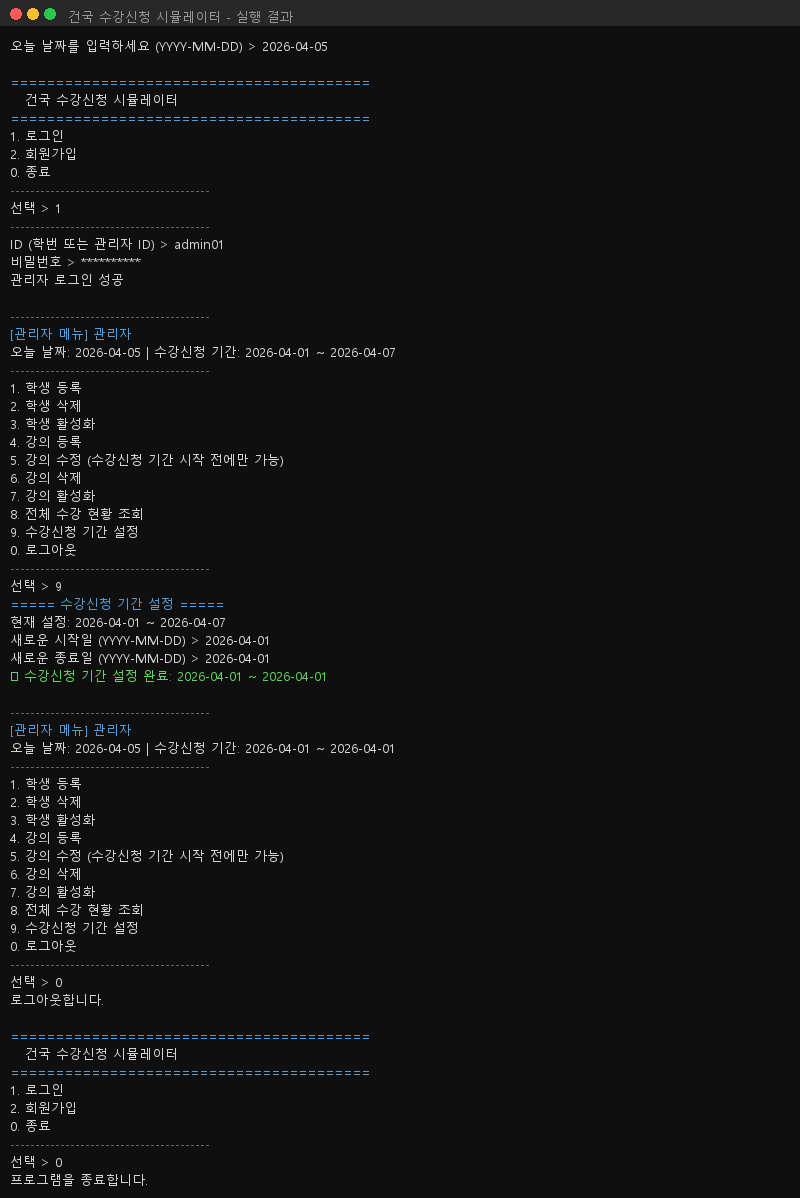 건국 수강신청 시뮬레이터 - 실행 결과
오늘 날짜를 입력하세요 (YYYY-MM-DD) > 2026-04-05
========================================
건국 수강신청 시뮬레이터
========================================
1. 로그인
2. 회원가입
0. 종료
----------------------------------------
선택 > 1
----------------------------------------
ID (학번 또는 관리자 ID) > admin01
비밀번호 > **********
관리자 로그인 성공
----------------------------------------
[관리자 메뉴] 관리자
오늘 날짜: 2026-04-05 | 수강신청 기간: 2026-04-01 ~ 2026-04-07
----------------------------------------
1. 학생 등록
2. 학생 삭제
3. 학생 활성화
4. 강의 등록
5. 강의 수정 (수강신청 기간 시작 전에만 가능)
6. 강의 삭제
7. 강의 활성화
8. 전체 수강 현황 조회
9. 수강신청 기간 설정
0. 로그아웃
----------------------------------------
선택 > 9
===== 수강신청 기간 설정 =====
현재 설정: 2026-04-01 ~ 2026-04-07
새로운 시작일 (YYYY-MM-DD) > 2026-04-01
새로운 종료일 (YYYY-MM-DD) > 2026-04-01
수강신청 기간 설정 완료: 2026-04-01 ~ 2026-04-01
----------------------------------------
[관리자 메뉴] 관리자
오늘 날짜: 2026-04-05 | 수강신청 기간: 2026-04-01 ~ 2026-04-01
----------------------------------------
1. 학생 등록
2. 학생 삭제
3. 학생 활성화
4. 강의 등록
5. 강의 수정 (수강신청 기간 시작 전에만 가능)
6. 강의 삭제
7. 강의 활성화
8. 전체 수강 현황 조회
9. 수강신청 기간 설정
0. 로그아웃
----------------------------------------
선택 > 0
로그아웃합니다.
========================================
건국 수강신청 시뮬레이터
========================================
1. 로그인
2. 회원가입
0. 종료
----------------------------------------
선택 > 0
프로그램을 종료합니다.